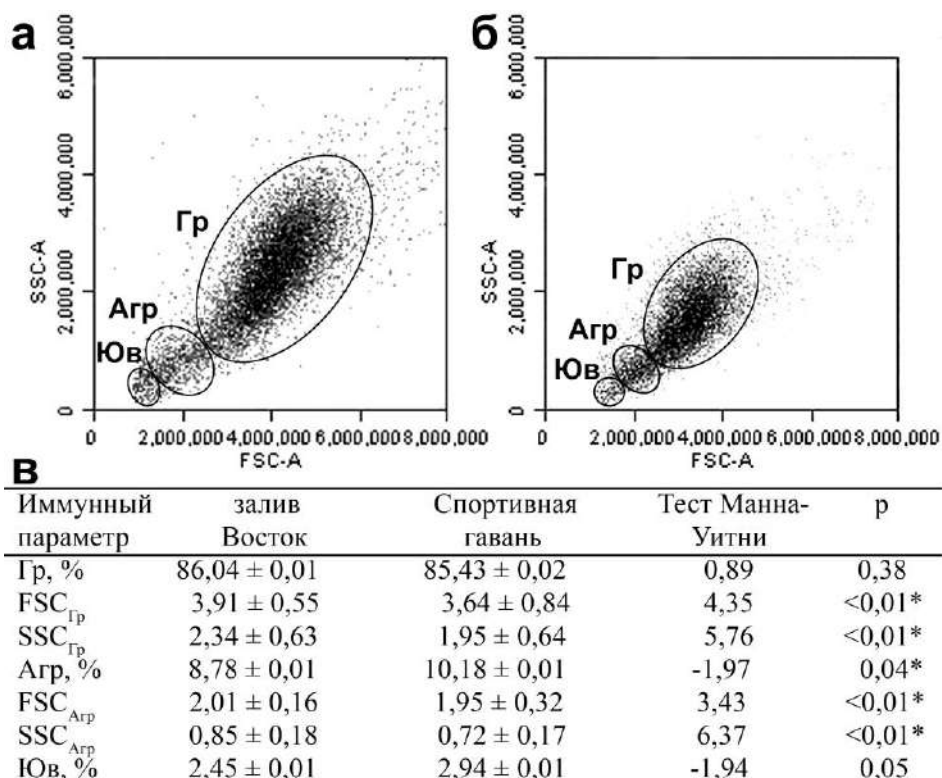 а
б
6,000,000
4,000,000
2,000,000
0
SSC-A
Гр
Агр
Юв
0
2,000,000
4,000,000
6,000,000
8,000,000
FSC-A
6,000,000
4,000,000
2,000,000
0
SSC-A
Гр
Агр
Юв
0
2,000,000
4,000,000
6,000,000
8,000,000
FSC-A
В
Иммунный залив Спортивная Тест Манна- р
параметр Восток гавань Уитни
Гр, % 86,04 ± 0,01 85,43 ± 0,02 0,89 0,38
FSCГр 3,91 ± 0,55 3,64 ± 0,84 4,35 <0,01*
SSCГр 2,34 ± 0,63 1,95 ± 0,64 5,76 <0,01*
Агр, % 8,78 ± 0,01 10,18 ± 0,01 -1,97 0,04*
FSCАгр 2,01 ± 0,16 1,95 ± 0,32 3,43 <0,01*
SSCАгр 0,85 ± 0,18 0,72 ± 0,17 6,37 <0,01*
Юв, % 2,45 ± 0,01 2,94 ± 0,01 -1,94 0,05